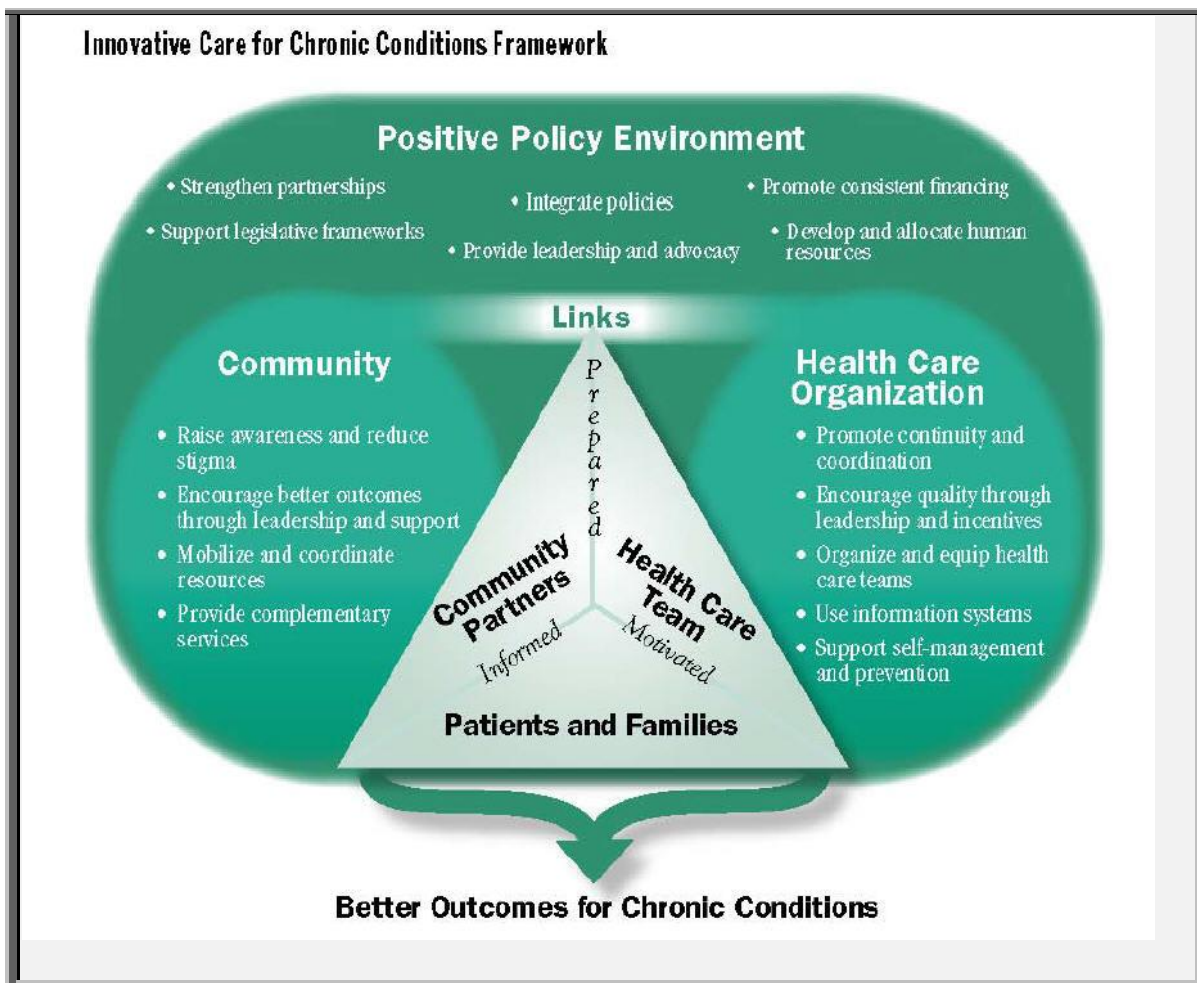 Innovative Care for Chronic Conditions Framework
Positive Policy Environment
• Strengthen partnerships
• Support legislative frameworks
• Integrate policies
• Provide leadership and advocacy
• Promote consistent financing
• Develop and allocate human
resources
Links
Community
• Raise awareness and reduce
stigma
• Encourage better outcomes
through leadership and support
• Mobilize and coordinate
resources
• Provide complementary
services
Prepared
Community
Partners
Informed
Health Care
Team
Motivated
Patients and Families
Health Care
Organization
• Promote continuity and
coordination
• Encourage quality through
leadership and incentives
• Organize and equip health
care teams
• Use information systems
• Support self-management
and prevention
Better Outcomes for Chronic Conditions